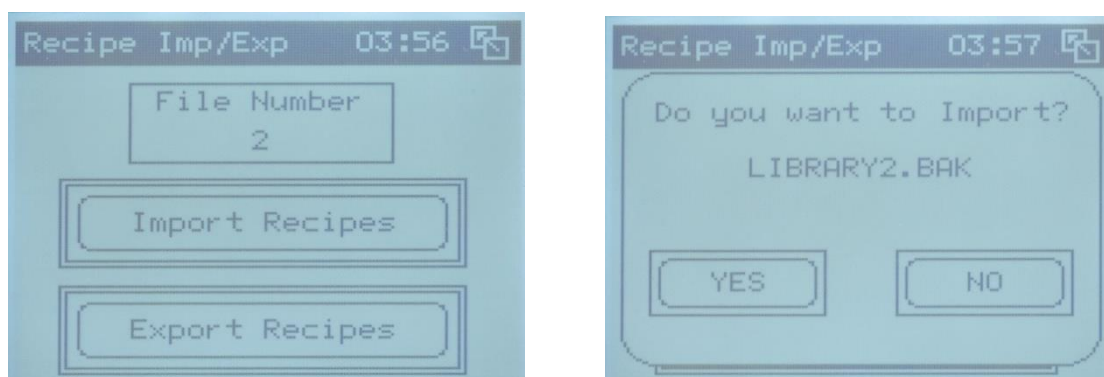 Recipe Imp/Exp 03:56
File Number
2
Import Recipes
Export Recipes
Recipe Imp/Exp 03:57
Do you want to Import?
LIBRARY2.BAK
YES NO